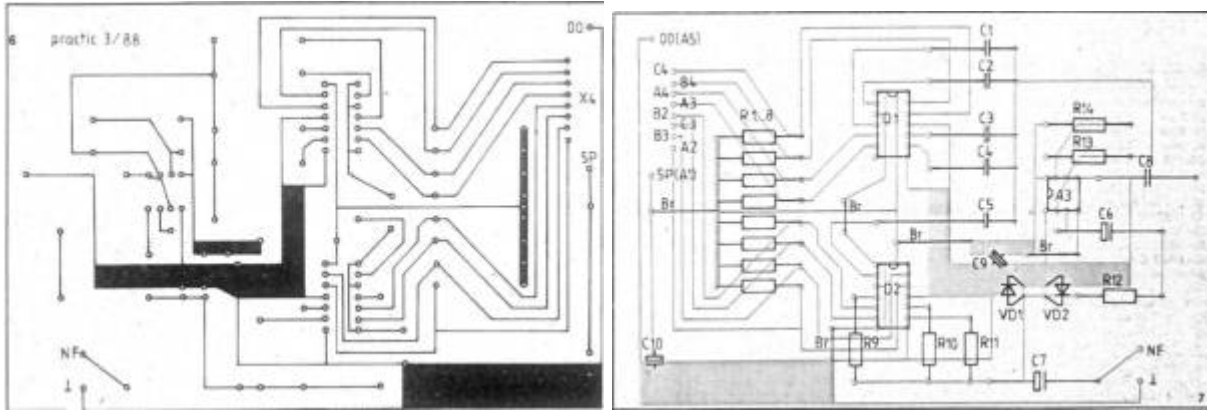 6 practic 3/88
00
X4
SP
NF
⊥
00(A5)
C4
B4
A4
A3
B2
C3
B3
A2
SP(A1)
Br
C10
R1...8
Br
D1
D2
Br
R9
R10
R11
C1
C2
C3
C4
C5
Br
C9
R14
R13
C8
A3
C6
Br
R12
VD1
VD2
C7
NF
⊥
7